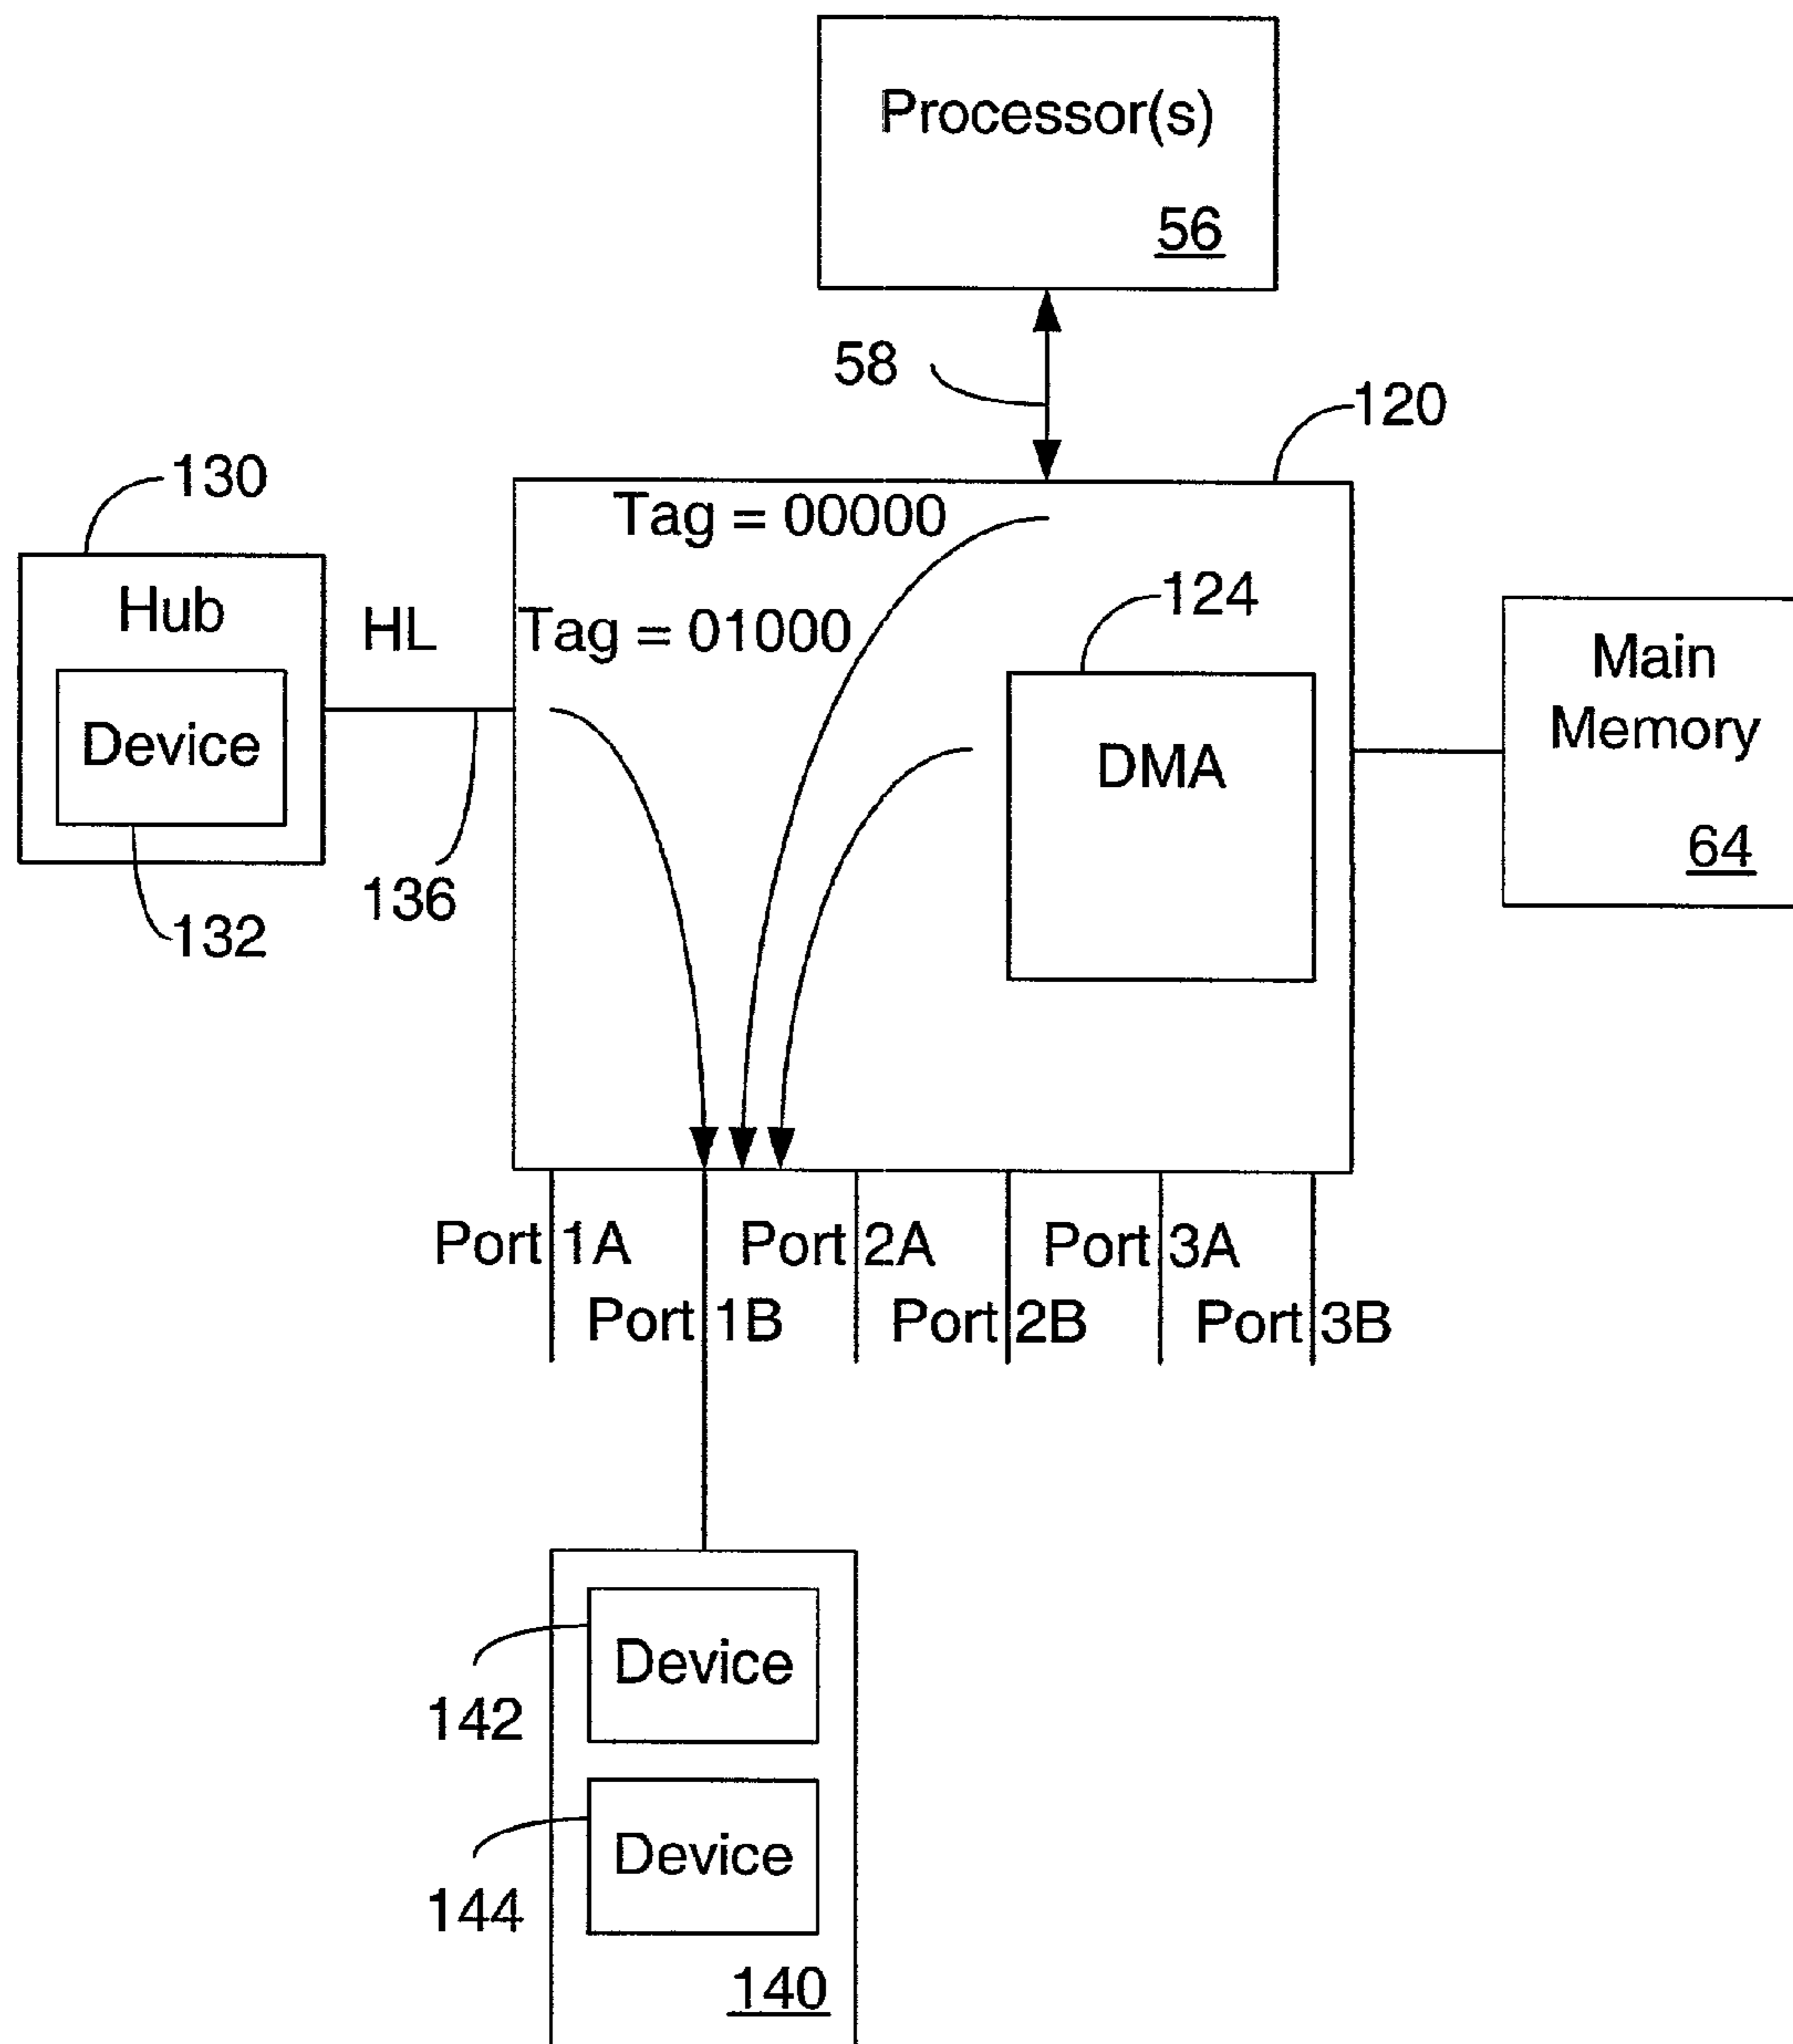 Processor(s)
56
58
120
130
Tag = 00000
Hub
HL
Tag = 01000
124
Device
DMA
Main
Memory
64
136
132
Port 1A
Port 2A
Port 3A
Port 1B
Port 2B
Port 3B
Device
142
Device
144
140